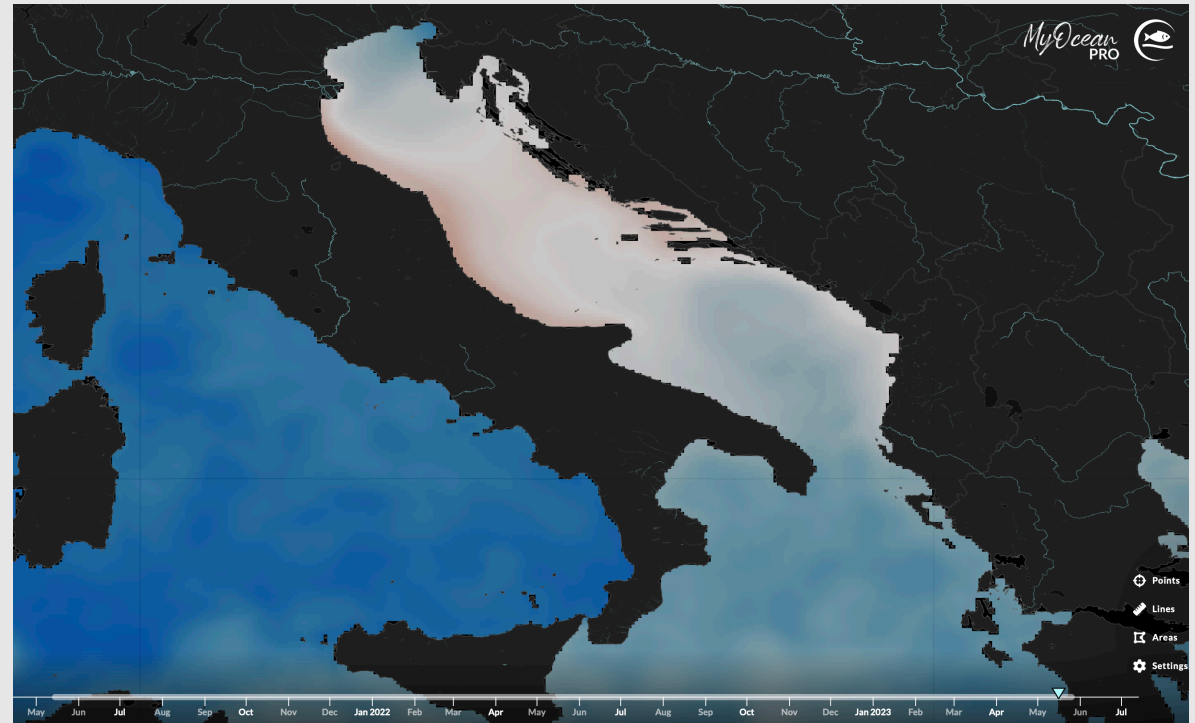 MyOcean
PRO
Points
Lines
Areas
Settings
May Jun Jul Aug Sep Oct Nov Dec Jan 2022 Feb Mar Apr May Jun Jul Aug Sep Oct Nov Dec Jan 2023 Feb Mar Apr May Jun Jul